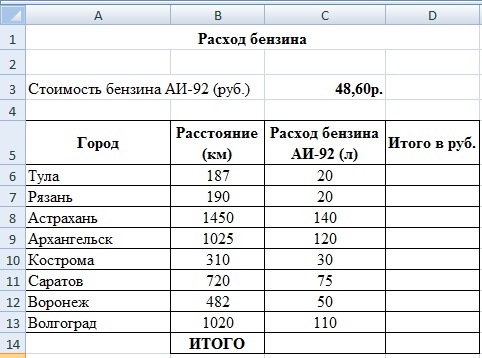 A B C D
1 Расход бензина
2
3 Стоимость бензина АИ-92 (руб.) 48,60р.
4
Расстояние Расход бензина
5 Город (км) АИ-92 (л) Итого в руб.
6 Тула 187 20
7 Рязань 190 20
8 Астрахань 1450 140
9 Архангельск 1025 120
10 Кострома 310 30
11 Саратов 720 75
12 Воронеж 482 50
13 Волгоград 1020 110
14 ИТОГО